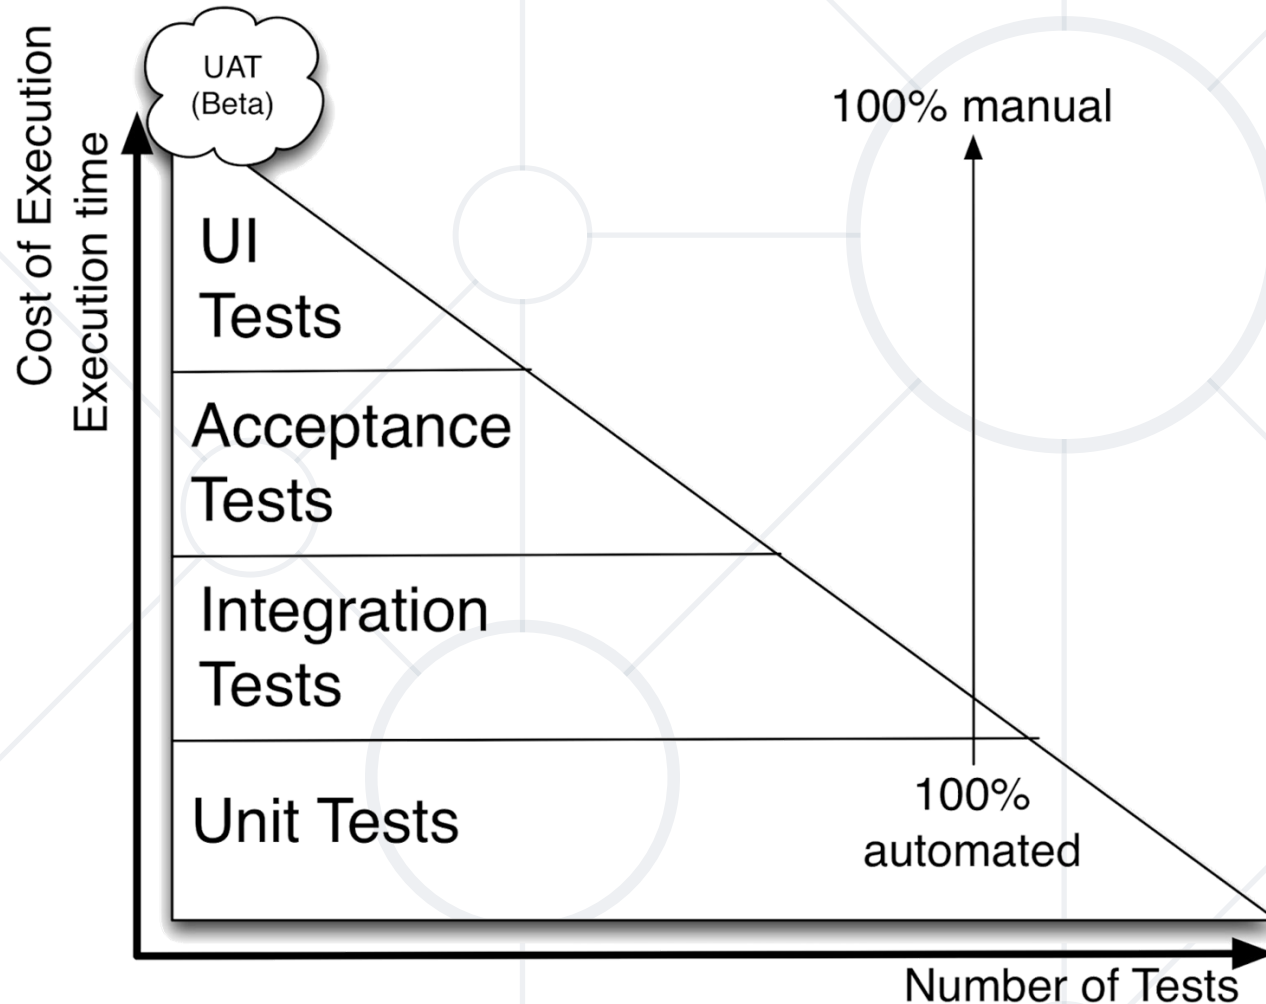 UAT
(Beta)
Cost of Execution
Execution time
100% manual
UI
Tests
Acceptance
Tests
Integration
Tests
Unit Tests
100%
automated
Number of Tests